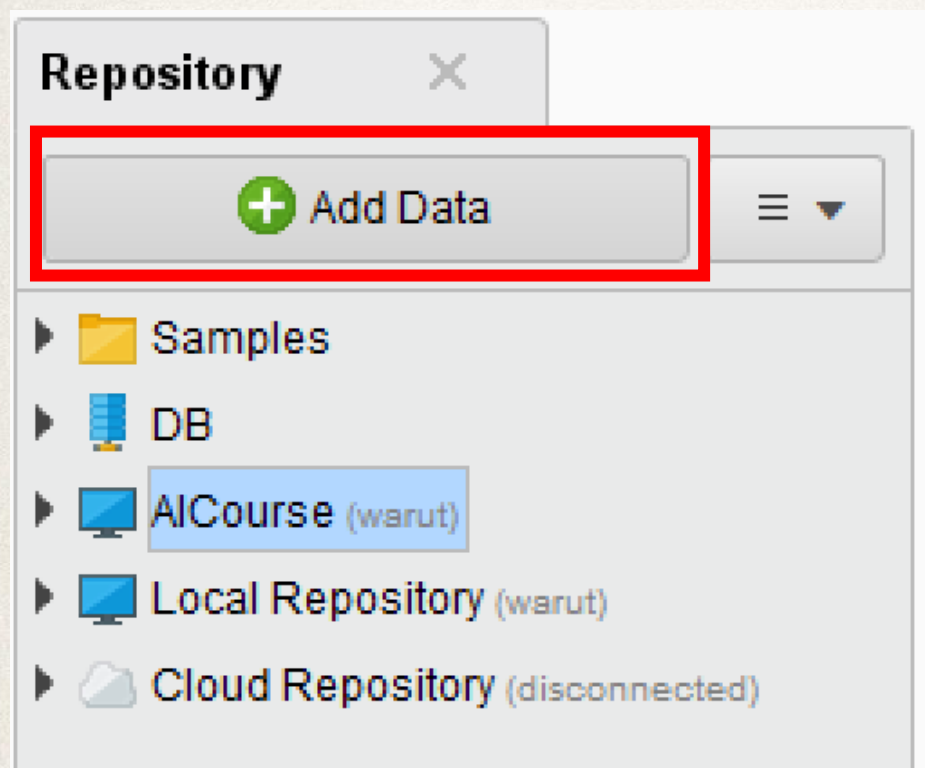 Repository
Add Data
Samples
DB
AICourse (warut)
Local Repository (warut)
Cloud Repository (disconnected)